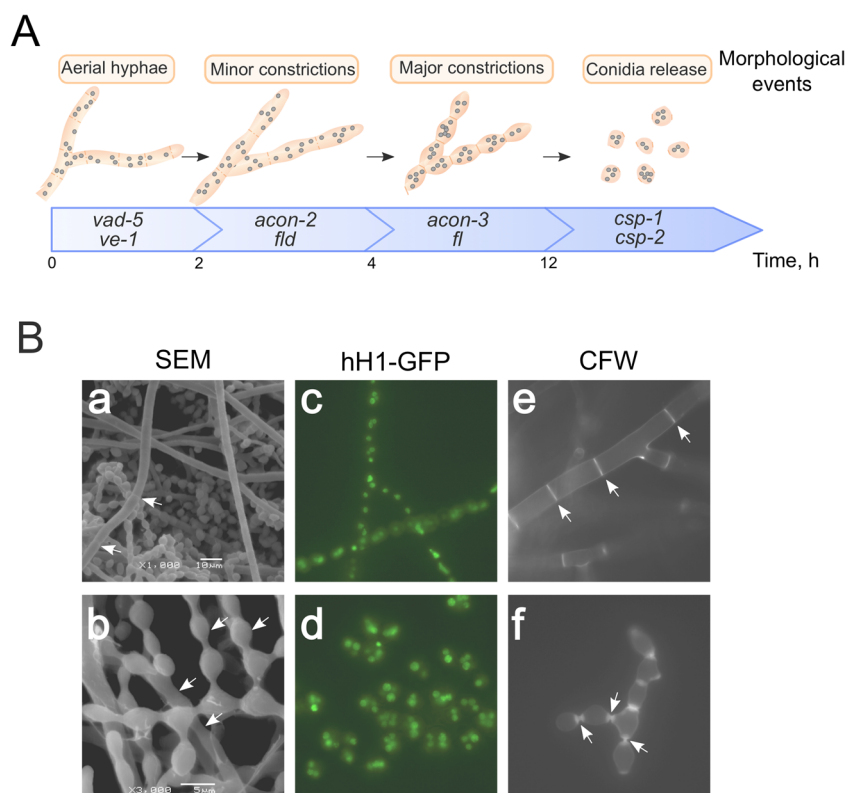 A
Aerial hyphae
Minor constrictions
Major constrictions
Conidia release
Morphological
events
vad-5
ve-1
acon-2
fld
acon-3
fl
csp-1
csp-2
0
2
4
12
Time, h
B
SEM
hH1-GFP
CFW
a
X1,000
10µm
c
e
b
X3,000
5µm
d
f